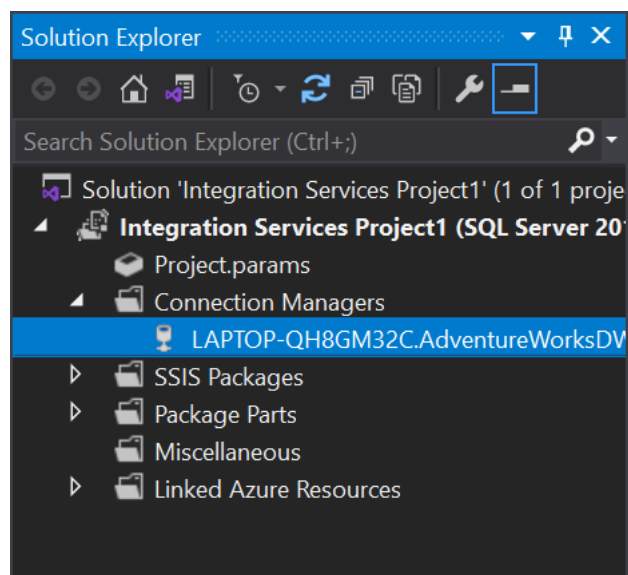 Solution Explorer
Search Solution Explorer (Ctrl+;)
Solution 'Integration Services Project1' (1 of 1 proje
Integration Services Project1 (SQL Server 20
Project.params
Connection Managers
LAPTOP-QH8GM32C.AdventureWorksDW
SSIS Packages
Package Parts
Miscellaneous
Linked Azure Resources